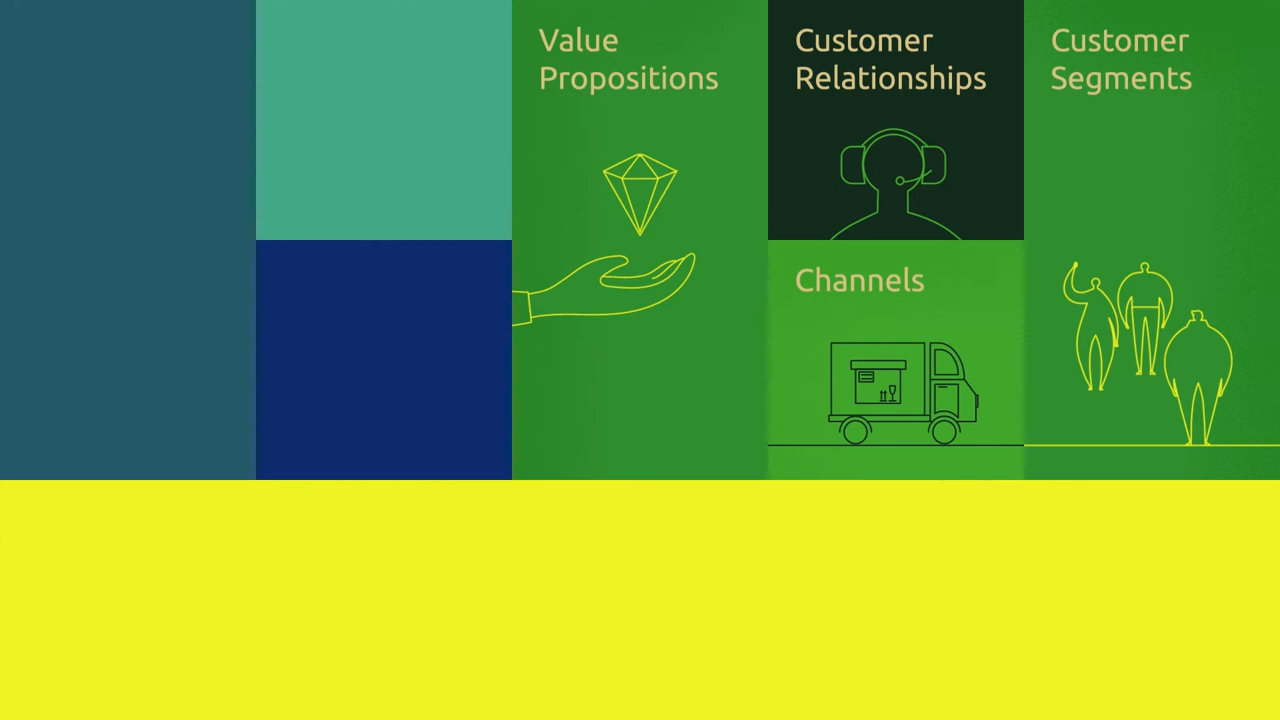 Value
Propositions
Customer
Relationships
Customer
Segments
Channels